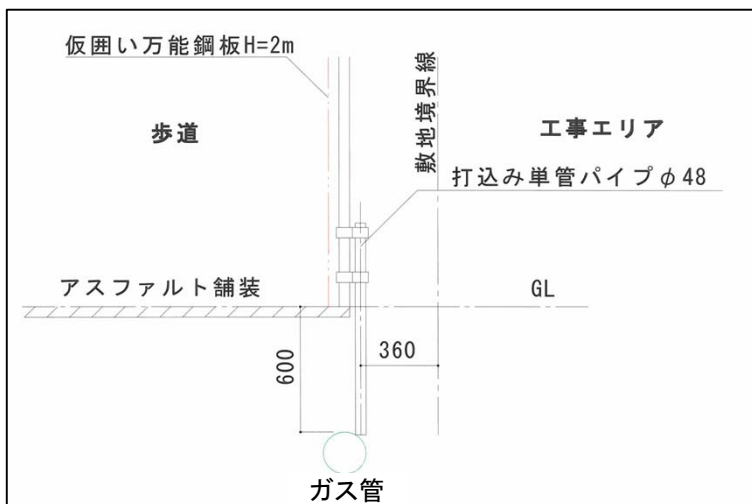 仮囲い万能鋼板H=2m
敷地境界線
歩道
工事エリア
打込み単管パイプφ48
アスファルト舗装
GL
600
360
ガス管